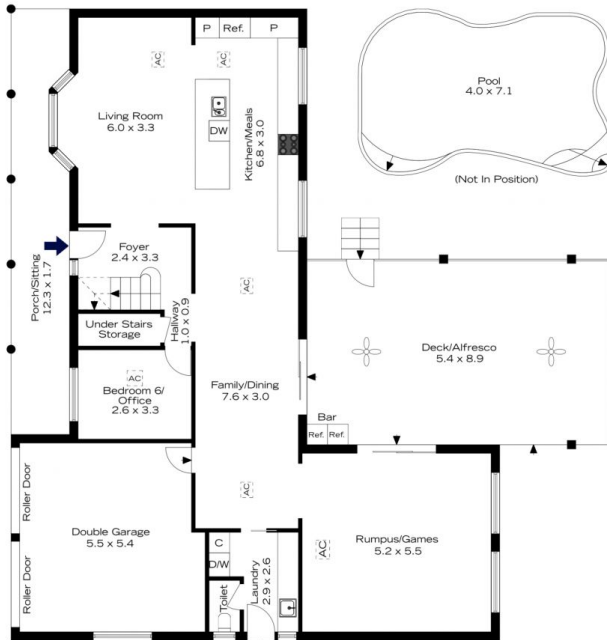 P
Ref.
P
AC
AC
Living Room
6.0 x 3.3
DW
Kitchen/Meals
6.8 x 3.0
Pool
4.0 x 7.1
(Not In Position)
Porch/Sitting
12.3 x 1.7
Foyer
2.4 x 3.3
Hallway
1.0 x 0.9
AC
Under Stairs
Storage
AC
Bedroom 6/
Office
2.6 x 3.3
Family/Dining
7.6 x 3.0
Deck/Alfresco
5.4 x 8.9
Bar
Ref.
Ref.
Roller Door
Roller Door
Double Garage
5.5 x 5.4
AC
AC
Rumpus/Games
5.2 x 5.5
C
D/W
Toilet
Laundry
2.9 x 2.6